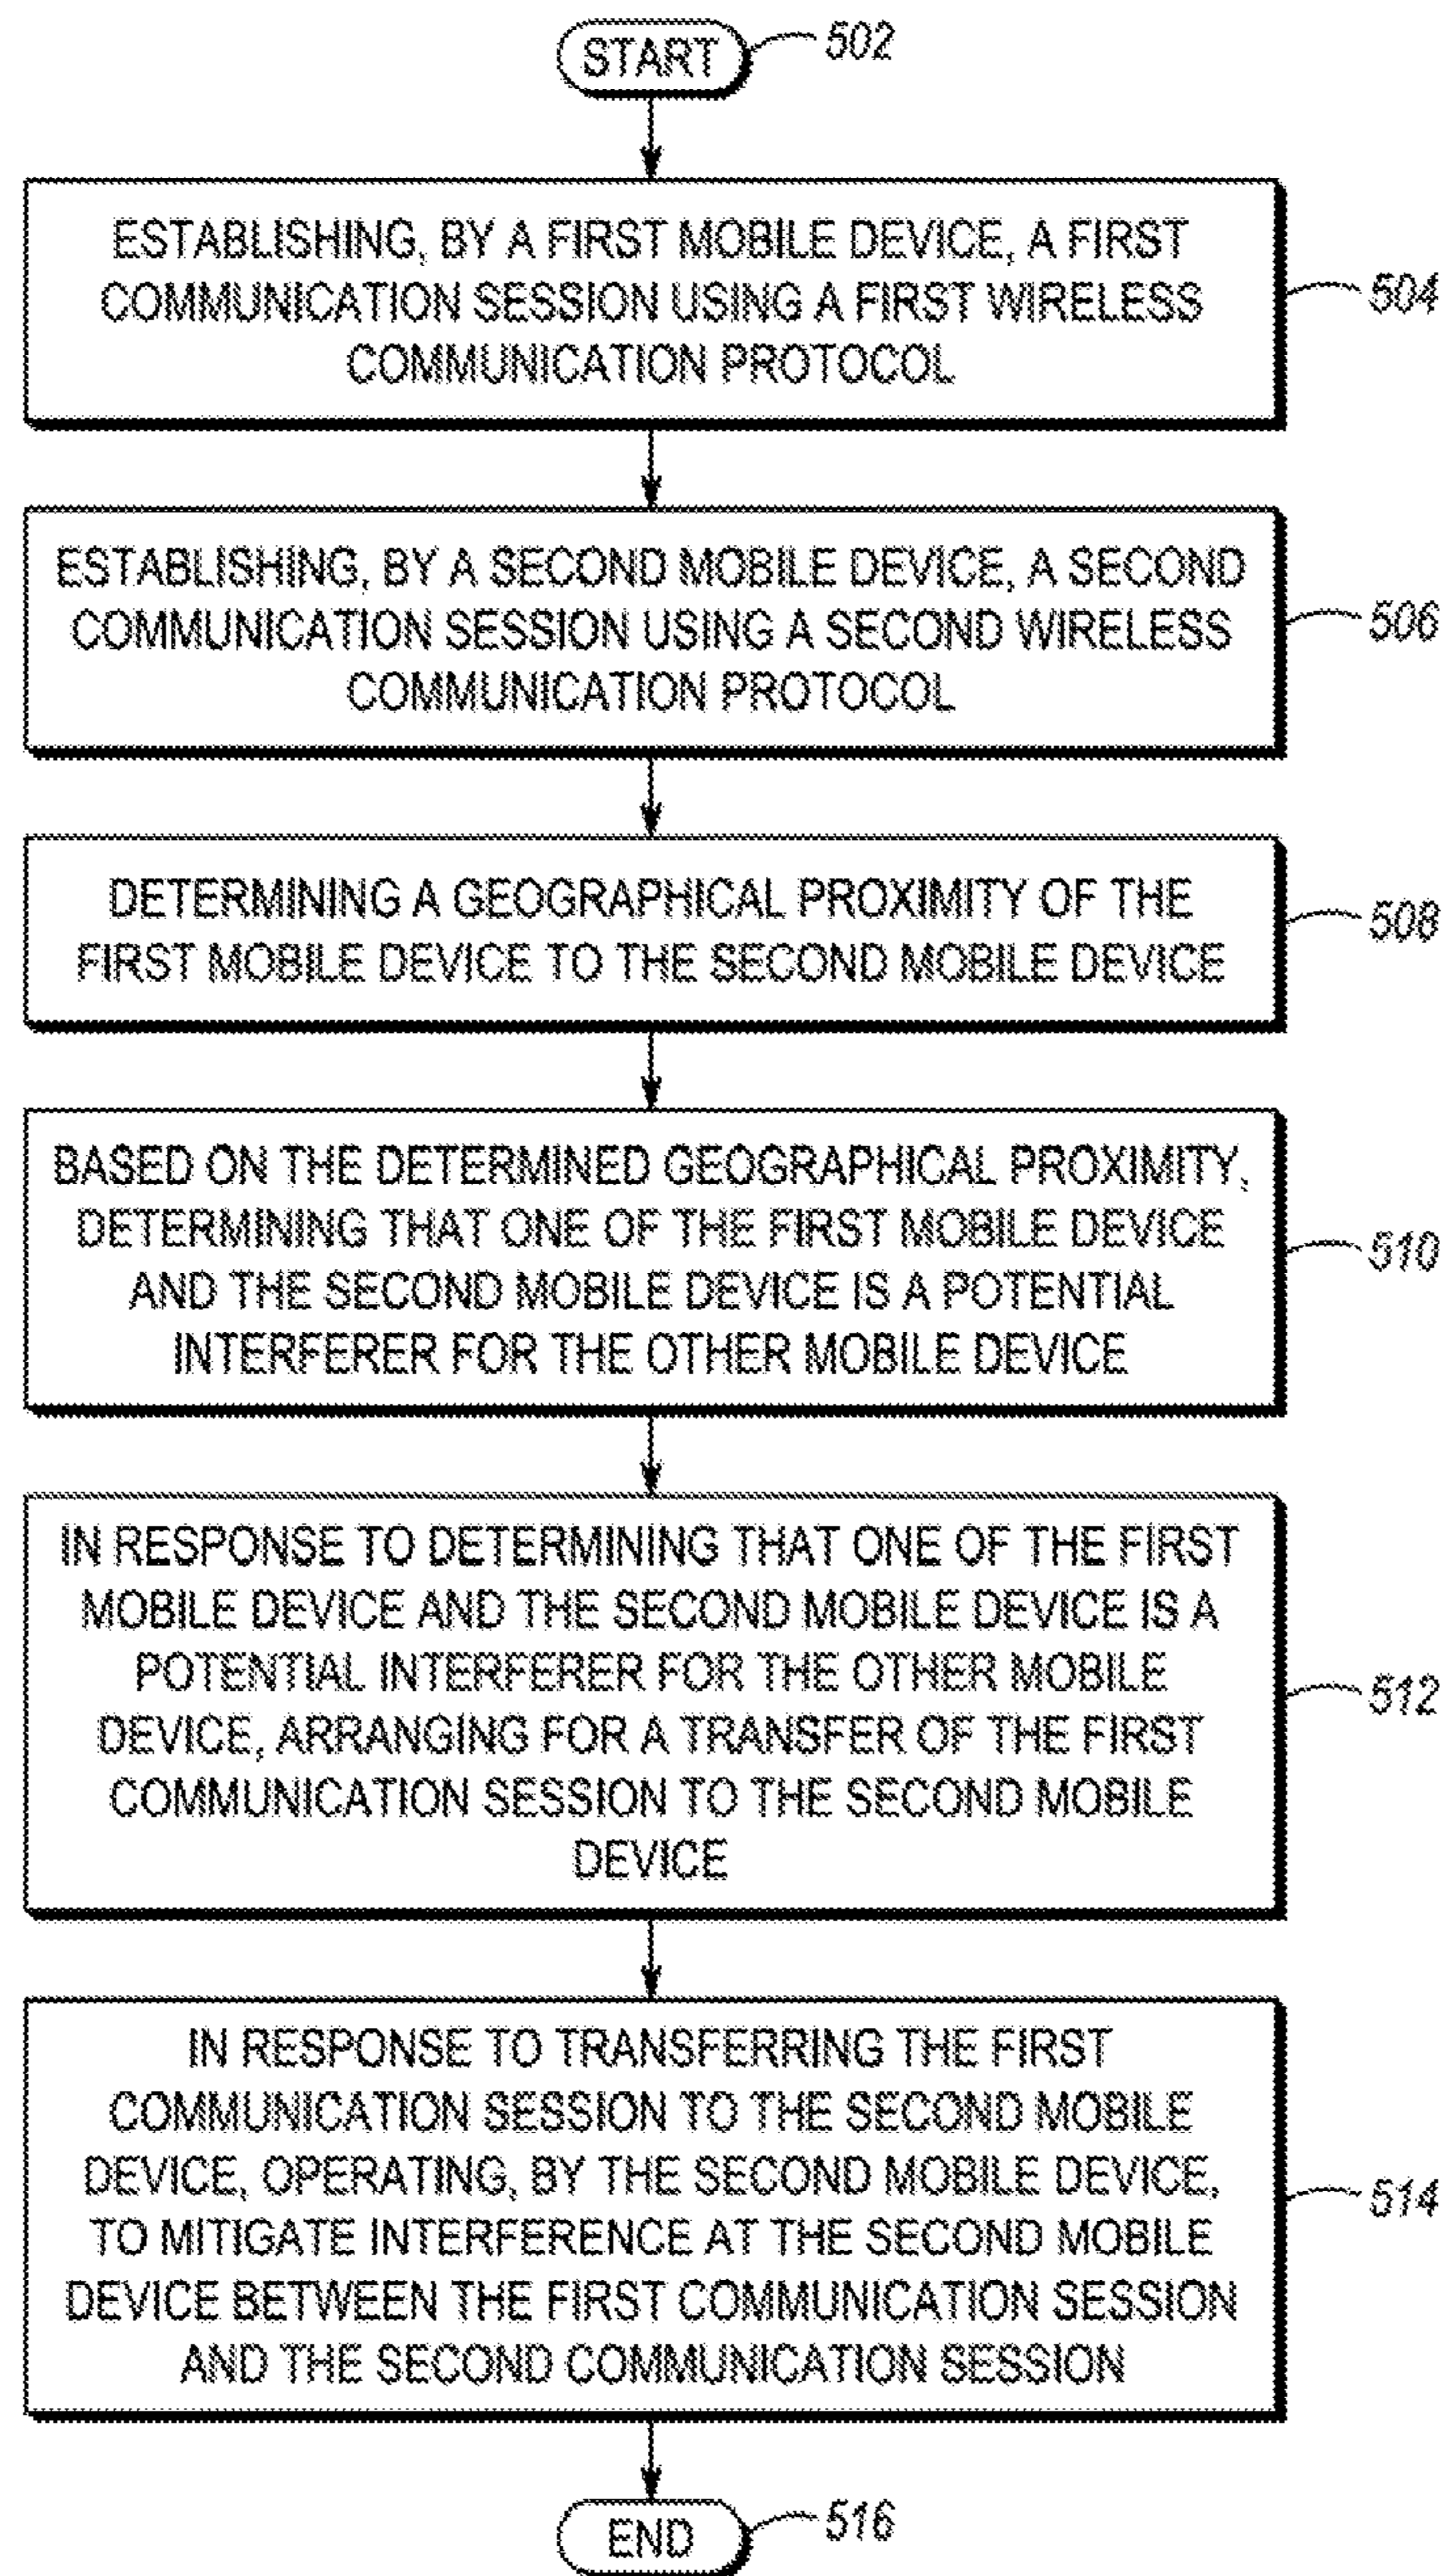 START
502
ESTABLISHING, BY A FIRST MOBILE DEVICE, A FIRST
COMMUNICATION SESSION USING A FIRST WIRELESS
COMMUNICATION PROTOCOL
504
ESTABLISHING, BY A SECOND MOBILE DEVICE, A SECOND
COMMUNICATION SESSION USING A SECOND WIRELESS
COMMUNICATION PROTOCOL
506
DETERMINING A GEOGRAPHICAL PROXIMITY OF THE
FIRST MOBILE DEVICE TO THE SECOND MOBILE DEVICE
508
BASED ON THE DETERMINED GEOGRAPHICAL PROXIMITY,
DETERMINING THAT ONE OF THE FIRST MOBILE DEVICE
AND THE SECOND MOBILE DEVICE IS A POTENTIAL
INTERFERER FOR THE OTHER MOBILE DEVICE
510
IN RESPONSE TO DETERMINING THAT ONE OF THE FIRST
MOBILE DEVICE AND THE SECOND MOBILE DEVICE IS A
POTENTIAL INTERFERER FOR THE OTHER MOBILE
DEVICE, ARRANGING FOR A TRANSFER OF THE FIRST
COMMUNICATION SESSION TO THE SECOND MOBILE
DEVICE
512
IN RESPONSE TO TRANSFERRING THE FIRST
COMMUNICATION SESSION TO THE SECOND MOBILE
DEVICE, OPERATING, BY THE SECOND MOBILE DEVICE,
TO MITIGATE INTERFERENCE AT THE SECOND MOBILE
DEVICE BETWEEN THE FIRST COMMUNICATION SESSION
AND THE SECOND COMMUNICATION SESSION
514
END
516